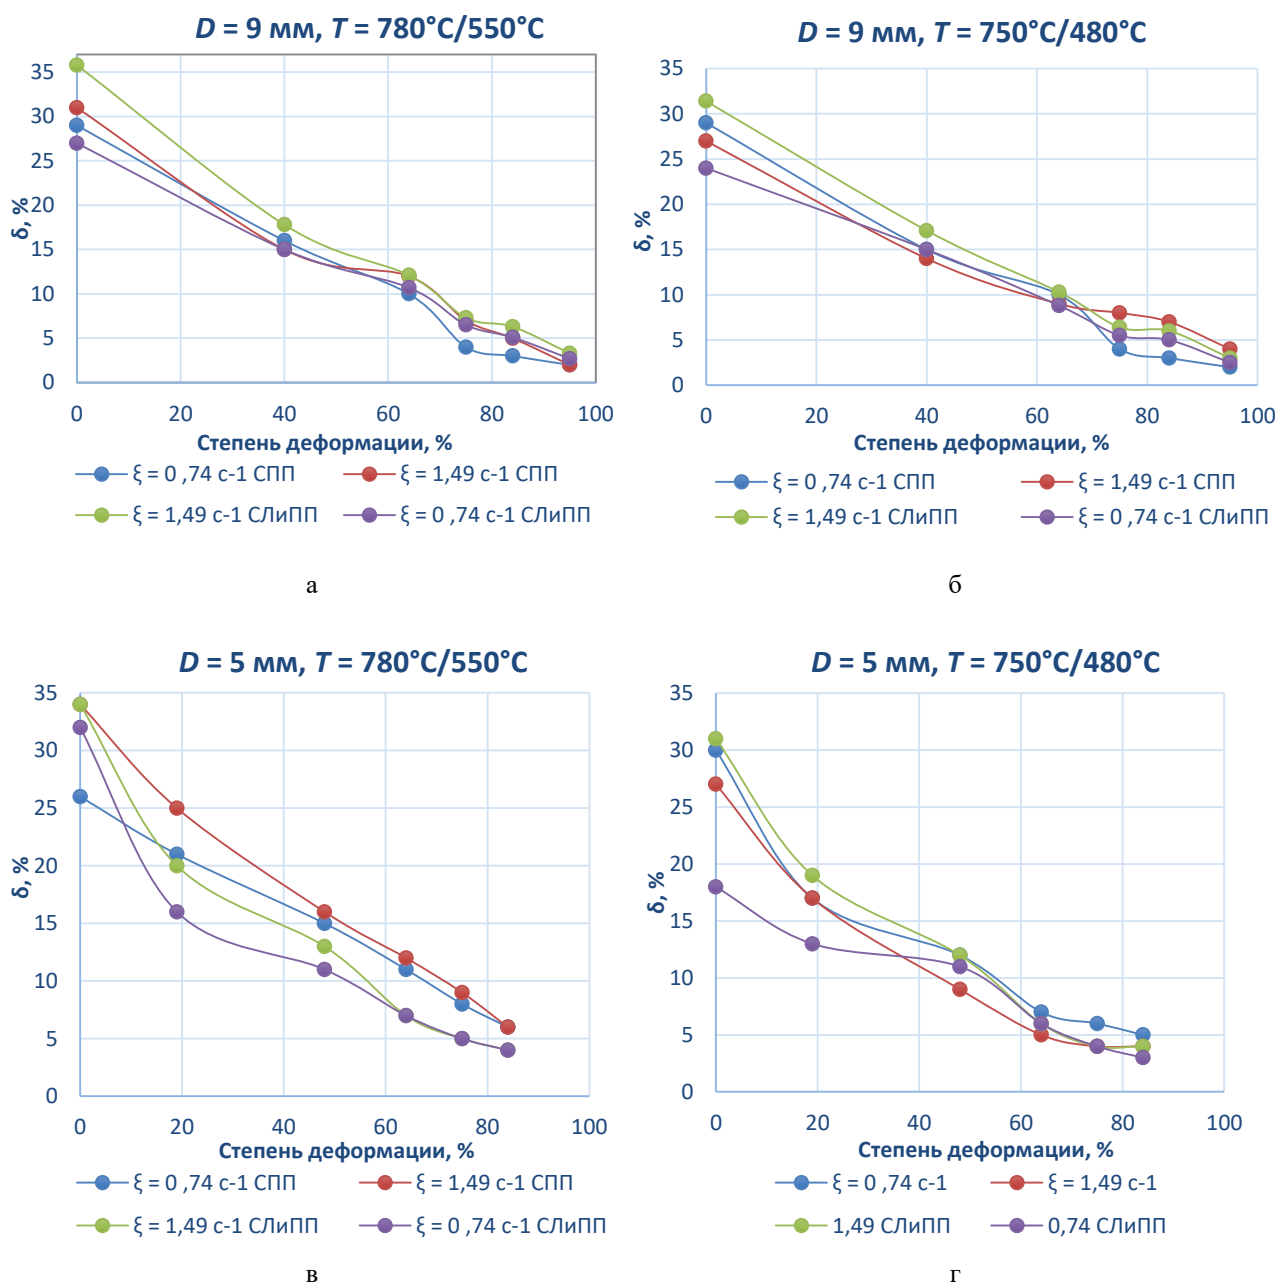 D = 9 мм, T = 780°C/550°C
35
30
25
20
15
10
5
0
δ, %
0 20 40 60 80 100
Степень деформации, %
ξ = 0 ,74 с-1 СПП ξ = 1,49 с-1 СПП
ξ = 1,49 с-1 СЛиПП ξ = 0 ,74 с-1 СЛиПП
а
D = 9 мм, T = 750°C/480°C
35
30
25
20
15
10
5
0
δ, %
0 20 40 60 80 100
Степень деформации, %
ξ = 0 ,74 с-1 СПП ξ = 1,49 с-1 СПП
ξ = 1,49 с-1 СЛиПП ξ = 0 ,74 с-1 СЛиПП
б
D = 5 мм, T = 780°C/550°C
35
30
25
20
15
10
5
0
δ, %
0 20 40 60 80 100
Степень деформации, %
ξ = 0 ,74 с-1 СПП ξ = 1,49 с-1 СПП
ξ = 1,49 с-1 СЛиПП ξ = 0 ,74 с-1 СЛиПП
в
D = 5 мм, T = 750°C/480°C
35
30
25
20
15
10
5
0
δ, %
0 20 40 60 80 100
Степень деформации, %
ξ = 0 ,74 с-1 ξ = 1,49 с-1
1,49 СЛиПП 0,74 СЛиПП
г